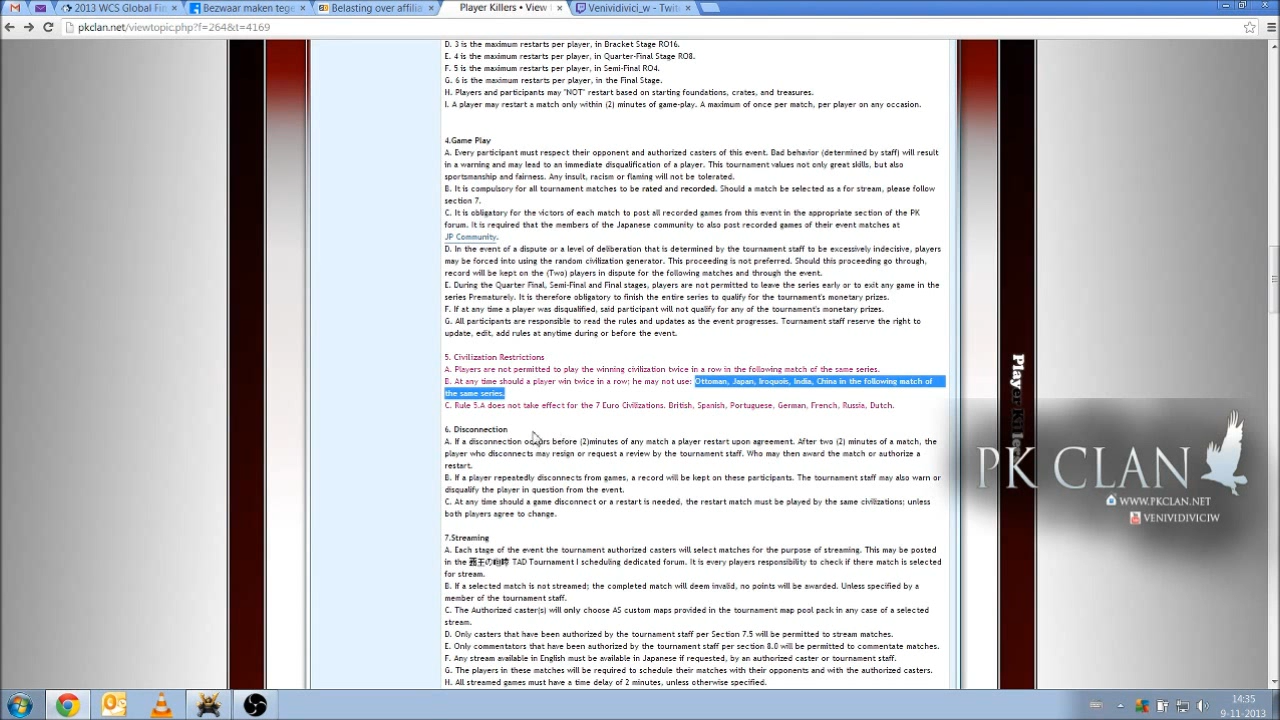 2013 WCS Global Fin
Bezwaar maken tege
Belasting over affilia
Player Killers • View
Venividivici_w - Twit
pkclan.net/viewtopic.php?f=264&t=4169
D. 3 is the maximum restarts per player, in Bracket Stage RO16.
E. 4 is the maximum restarts per player, in Quarter-Final Stage RO8.
F. 5 is the maximum restarts per player, in Semi-Final RO4.
G. 6 is the maximum restarts per player, in the Final Stage.
H. Players and participants may "NOT" restart based on starting foundations, crates, and treasures.
I. A player may restart a match only within (2) minutes of game-play. A maximum of once per match, per player on any occasion.
4.Game Play
A. Every participant must respect their opponent and authorized casters of this event. Bad behavior (determined by staff) will result
in a warning and may lead to an immediate disqualification of a player. This tournament values not only great skills, but also
sportsmanship and fairness. Any insult, racism or flaming will not be tolerated.
B. It is compulsory for all tournament matches to be rated and recorded. Should a match be selected as a for stream, please follow
section 7.
C. It is obligatory for the victors of each match to post all recorded games from this event in the appropriate section of the PK
forum. It is required that the members of the Japanese community to also post recorded games of their event matches at
JP Community.
D. In the event of a dispute or a level of deliberation that is determined by the tournament staff to be excessively indecisive, players
may be forced into using the random civilization generator. This proceeding is not preferred. Should this proceeding go through,
record will be kept on the (Two) players in dispute for the following matches and through the event.
E. During the Quarter Final, Semi-Final and Final stages, players are not permitted to leave the series early or to exit any game in the
series Prematurely. It is therefore obligatory to finish the entire series to qualify for the tournament's monetary prizes.
F. If at any time a player was disqualified, said participant will not qualify for any of the tournament's monetary prizes.
G. All participants are responsible to read the rules and updates as the event progresses. Tournament staff reserve the right to
update, edit, add rules at anytime during or before the event.
5. Civilization Restrictions
A. Players are not permitted to play the winning civilization twice in a row in the following match of the same series.
B. At any time should a player win twice in a row; he may not use: Ottoman, Japan, Iroquois, India, China in the following match of
the same series.
C. Rule 5.A does not take effect for the 7 Euro Civilizations. British, Spanish, Portuguese, German, French, Russia, Dutch.
6. Disconnection
A. If a disconnection occurs before (2)minutes of any match a player restart upon agreement. After two (2) minutes of a match, the
player who disconnects may resign or request a review by the tournament staff. Who may then award the match or authorize a
restart.
B. If a player repeatedly disconnects from games, a record will be kept on these participants. The tournament staff may also warn or
disqualify the player in question from the event.
C. At any time should a game disconnect or a restart is needed, the restart match must be played by the same civilizations; unless
both players agree to change.
7.Streaming
A. Each stage of the event the tournament authorized casters will select matches for the purpose of streaming. This may be posted
in the 覇王の咆哮 TAD Tournament I scheduling dedicated forum. It is every players responsibility to check if there match is selected
for stream.
B. If a selected match is not streamed; the completed match will deem invalid, no points will be awarded. Unless specified by a
member of the tournament staff.
C. The Authorized caster(s) will only choose AS custom maps provided in the tournament map pool pack in any case of a selected
stream.
D. Only casters that have been authorized by the tournament staff per Section 7.5 will be permitted to stream matches.
E. Only commentators that have been authorized by the tournament staff per section 8.0 will be permitted to commentate matches.
F. Any stream available in English must be available in Japanese if requested, by an authorized caster or tournament staff.
G. The players in these matches will be required to schedule their matches with their opponents and with the authorized casters.
H. All streamed games must have a time delay of 2 minutes, unless otherwise specified.
Player Killers
PK CLAN
WWW.PKCLAN.NET
VENIVIDIVICIW
14:35
9-11-2013